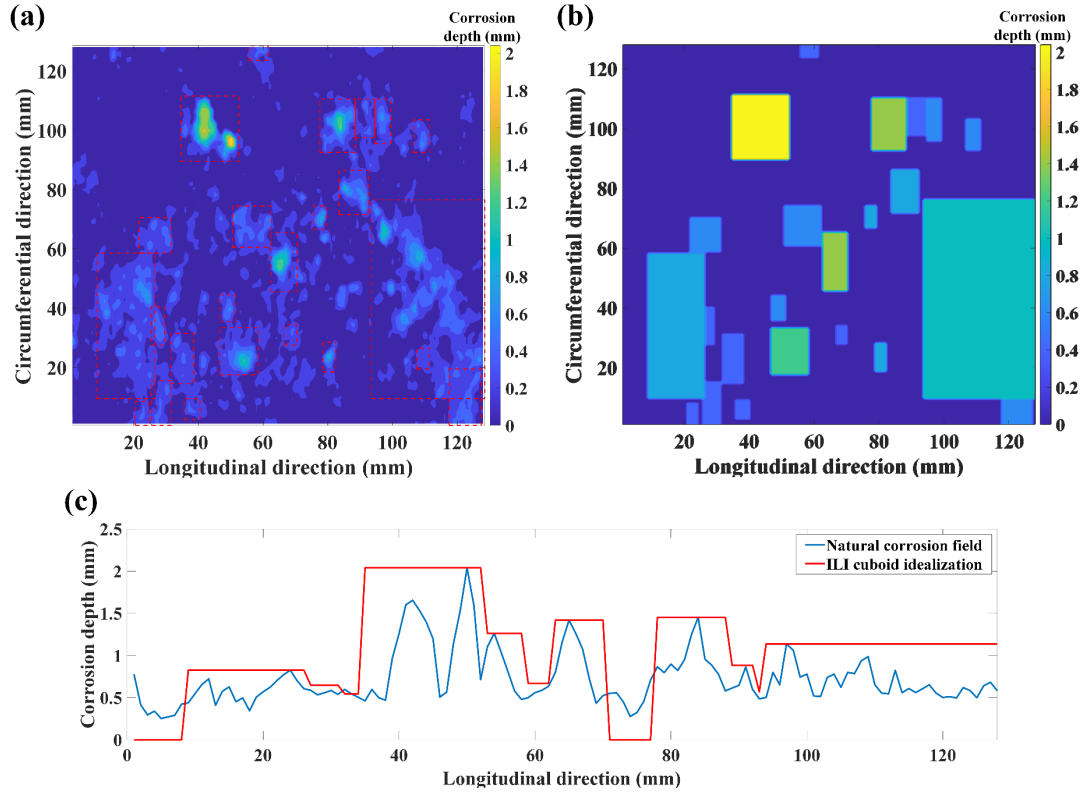 (a)
Corrosion
depth (mm)
Circumferential direction (mm)
120
100
80
60
40
20
20 40 60 80 100 120
Longitudinal direction (mm)
2
1.8
1.6
1.4
1.2
1
0.8
0.6
0.4
0.2
0
(b)
Corrosion
depth (mm)
Circumferential direction (mm)
120
100
80
60
40
20
20 40 60 80 100 120
Longitudinal direction (mm)
2
1.8
1.6
1.4
1.2
1
0.8
0.6
0.4
0.2
0
(c)
Corrosion depth (mm)
2.5
2
1.5
1
0.5
0
0 20 40 60 80 100 120
Longitudinal direction (mm)
Natural corrosion field
ILI cuboid idealization